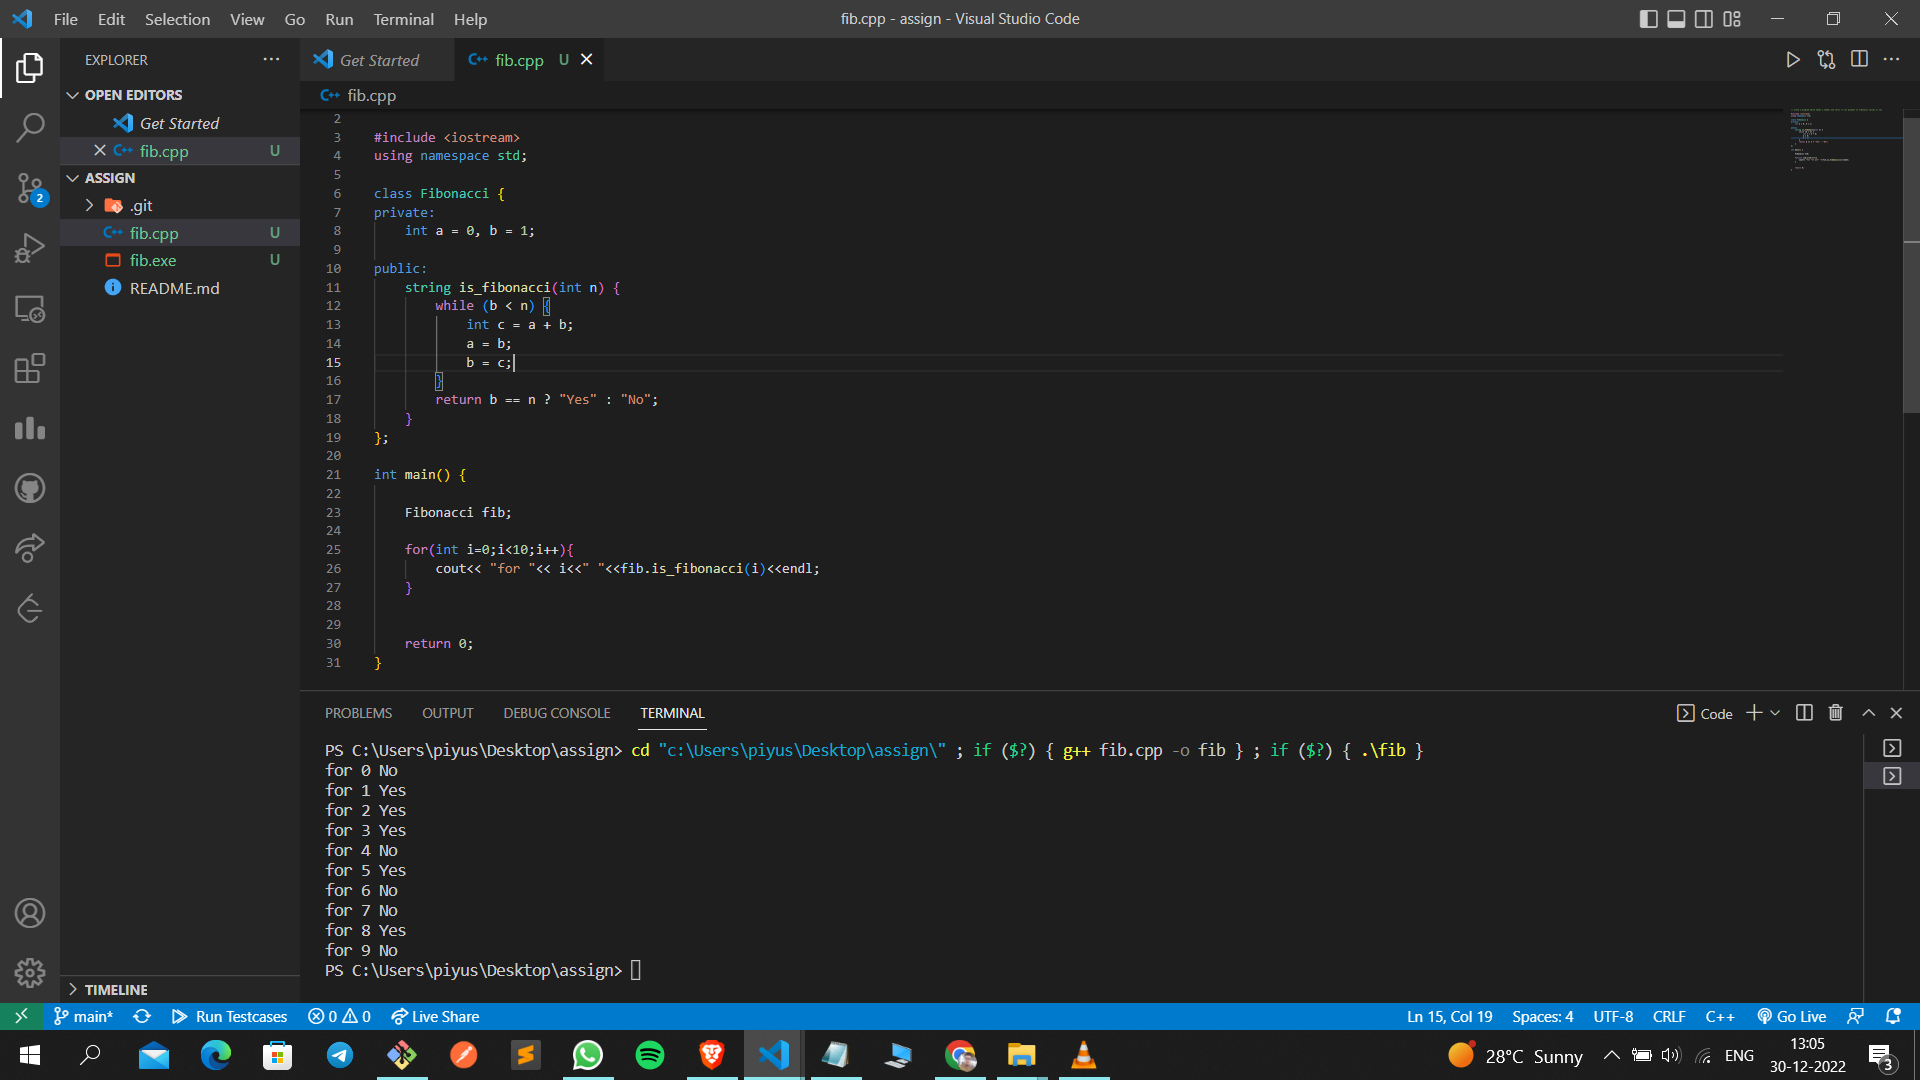 File Edit Selection View Go Run Terminal Help
fib.cpp - assign - Visual Studio Code
EXPLORER
OPEN EDITORS
Get Started
fib.cpp U
ASSIGN
.git
fib.cpp U
fib.exe U
README.md
TIMELINE
2
Get Started
fib.cpp U
fib.cpp
2
3 #include <iostream>
4 using namespace std;
5
6 class Fibonacci {
7 private:
8 int a = 0, b = 1;
9
10 public:
11 string is_fibonacci(int n) {
12 while (b < n) {
13 int c = a + b;
14 a = b;
15 b = c;
16 }
17 return b == n ? "Yes" : "No";
18 }
19 };
20
21 int main() {
22
23 Fibonacci fib;
24
25 for(int i=0;i<10;i++){
26 cout<< "for "<< i<<" "<<fib.is_fibonacci(i)<<endl;
27 }
28
29
30 return 0;
31 }
PROBLEMS OUTPUT DEBUG CONSOLE TERMINAL
Code
PS C:\Users\piyus\Desktop\assign> cd "c:\Users\piyus\Desktop\assign\" ; if ($?) { g++ fib.cpp -o fib } ; if ($?) { .\fib }
for 0 No
for 1 Yes
for 2 Yes
for 3 Yes
for 4 No
for 5 Yes
for 6 No
for 7 No
for 8 Yes
for 9 No
PS C:\Users\piyus\Desktop\assign>
main* Run Testcases 0 0 Live Share
Ln 15, Col 19 Spaces: 4 UTF-8 CRLF C++ Go Live
28°C Sunny
ENG
13:05
30-12-2022
3